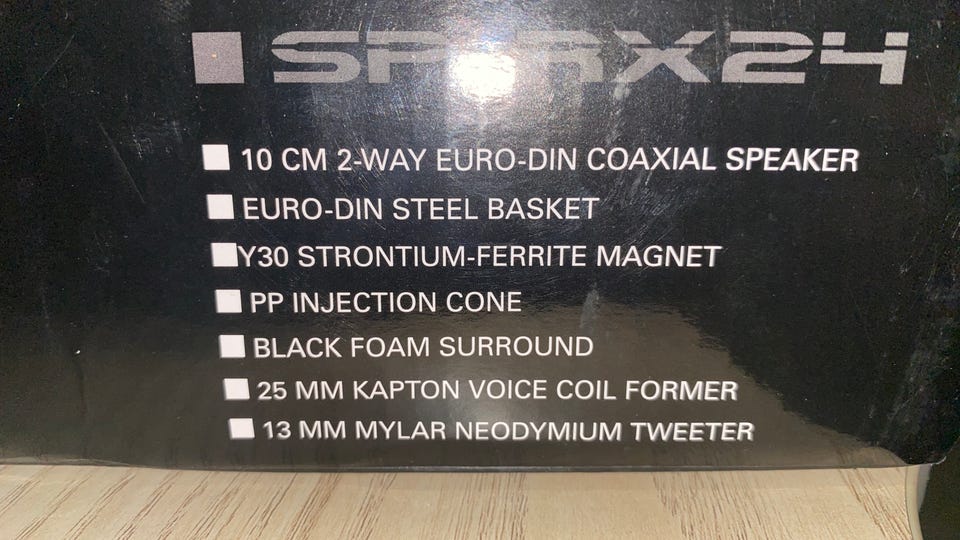 10 CM 2-WAY EURO-DIN COAXIAL SPEAKER
EURO-DIN STEEL BASKET
Y30 STRONTIUM-FERRITE MAGNET
PP INJECTION CONE
BLACK FOAM SURROUND
25 MM KAPTON VOICE COIL FORMER
13 MM MYLAR NEODYMIUM TWEETER